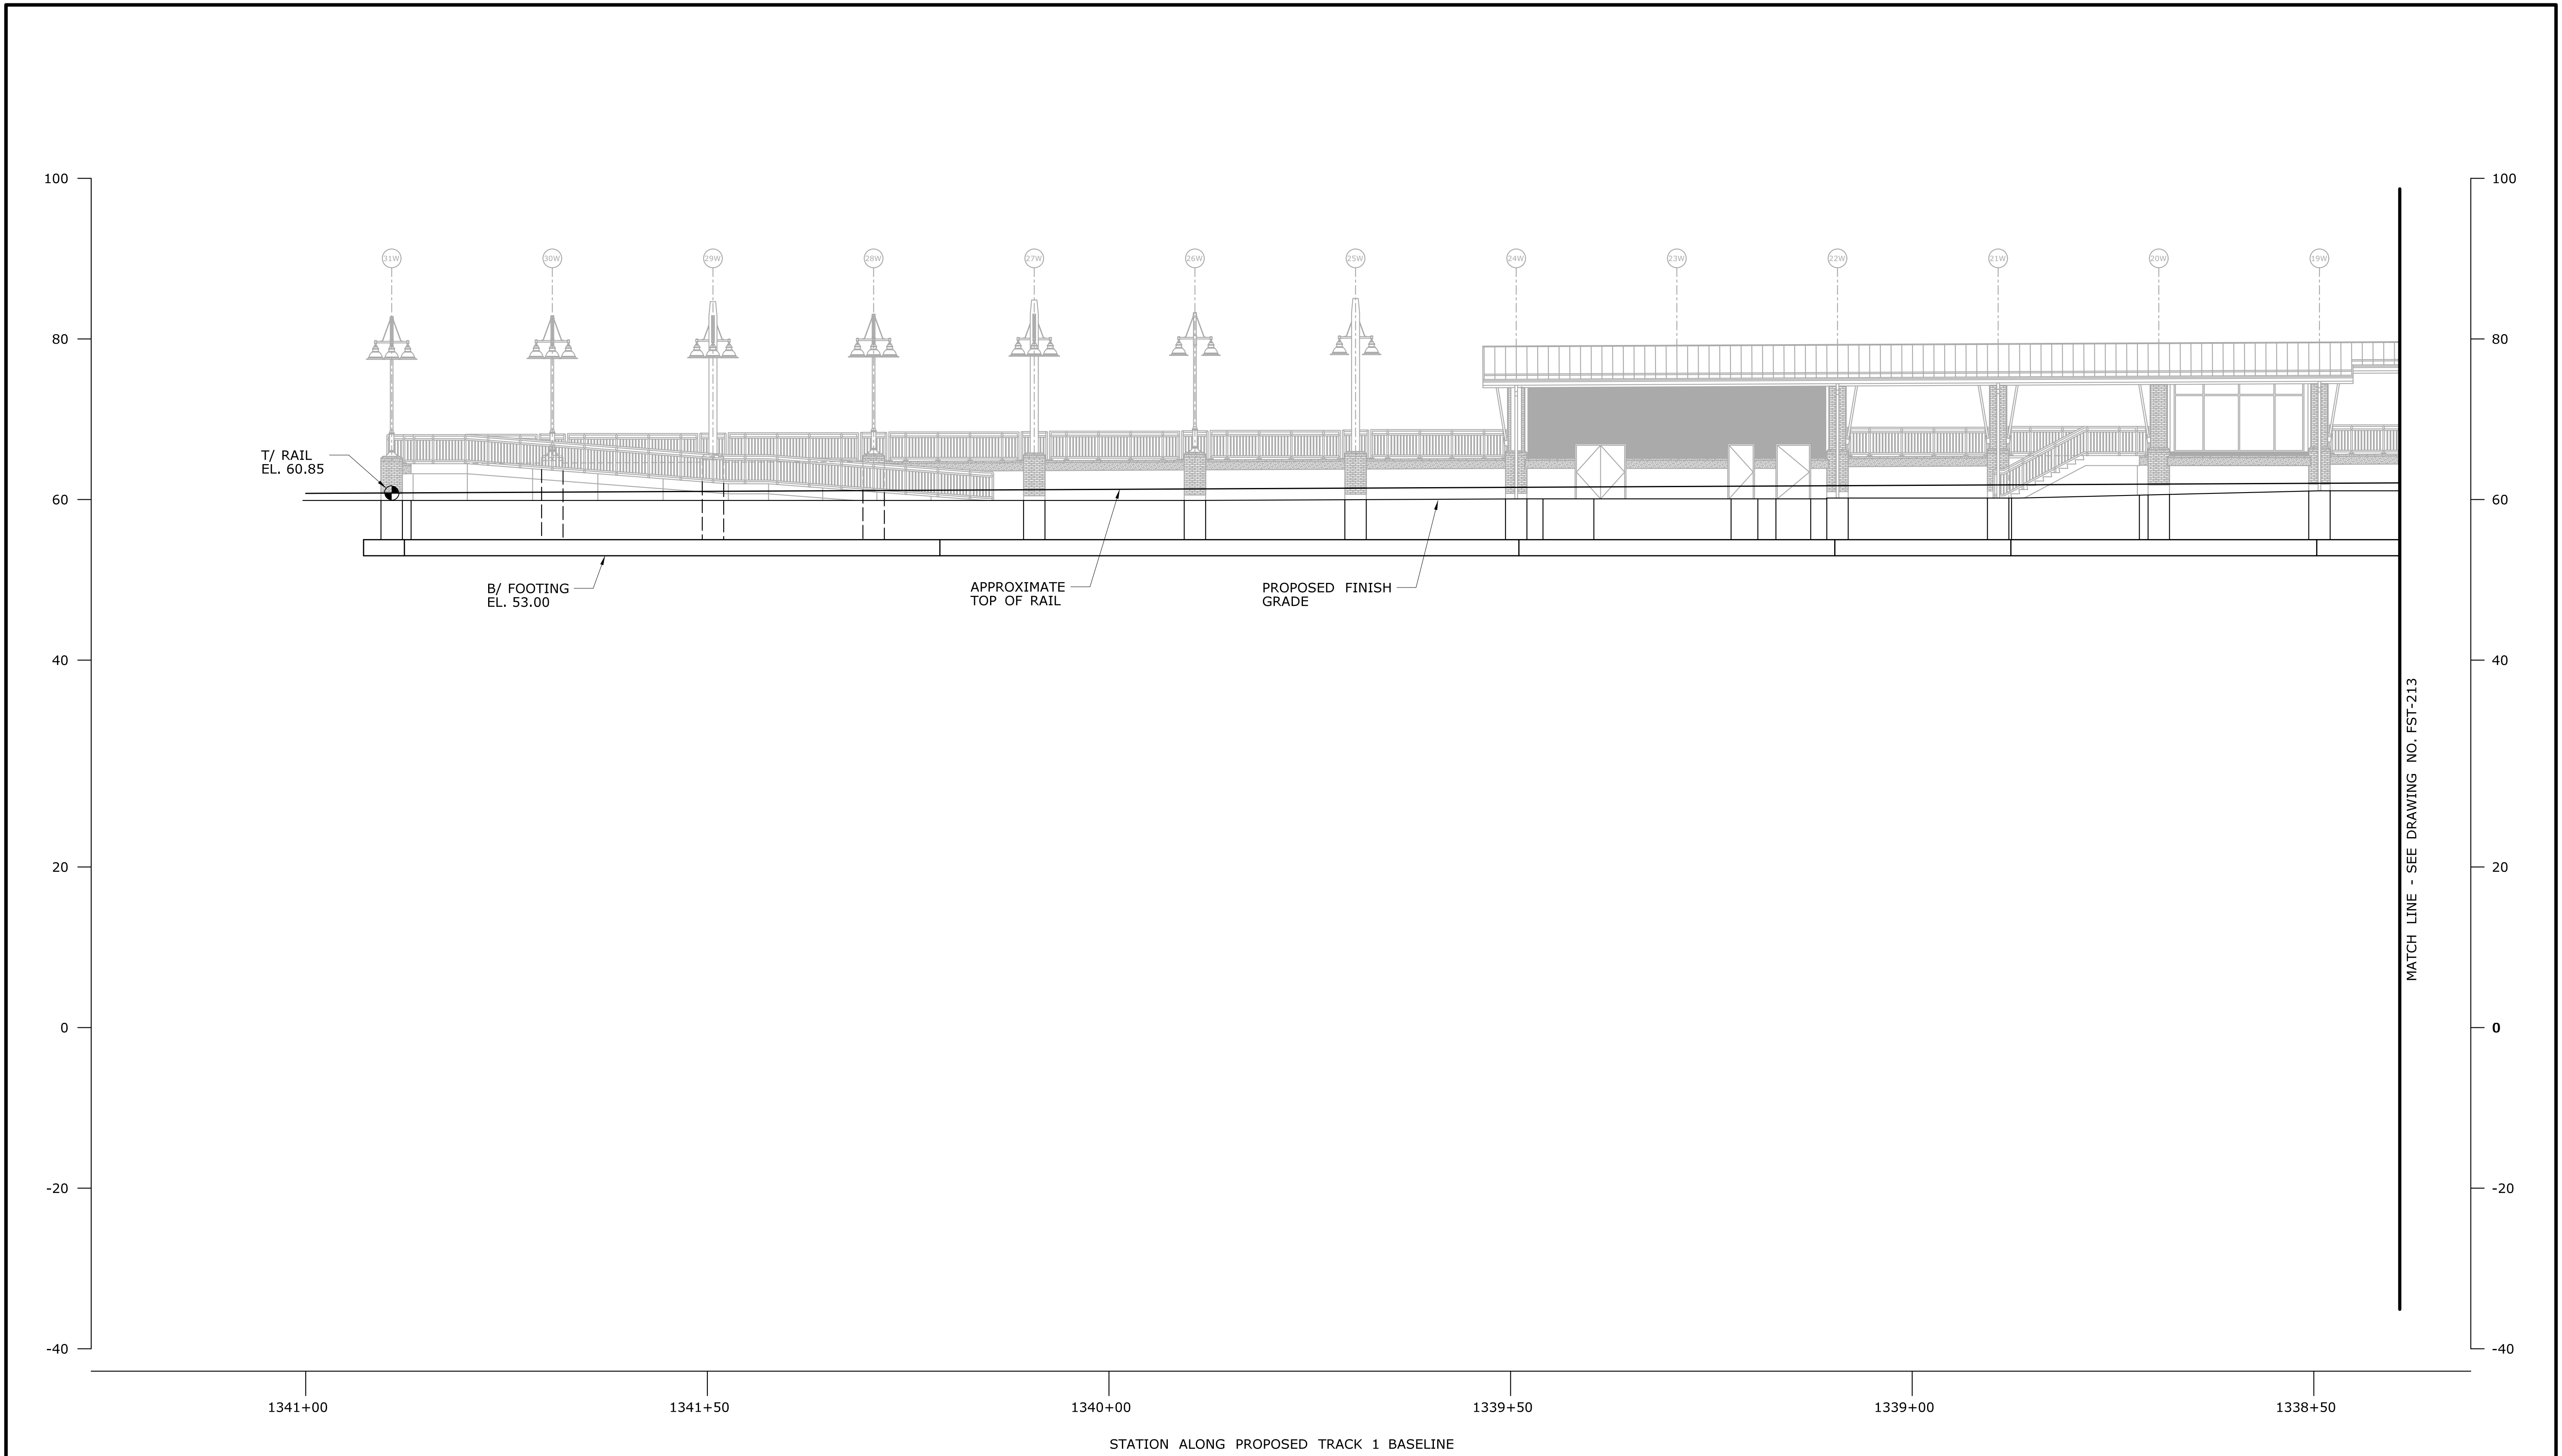 100
100
31W
30W
29W
28W
27W
26W
25W
24W
23W
22W
21W
20W
19W
80
80
T/ RAIL
EL. 60.85
60
60
B/ FOOTING
EL. 53.00
APPROXIMATE
TOP OF RAIL
PROPOSED FINISH
GRADE
40
40
MATCH LINE - SEE DRAWING NO. FST-213
20
20
0
0
-20
-20
-40
-40
1341+00
1341+50
1340+00
1339+50
1339+00
1338+50
STATION ALONG PROPOSED TRACK 1 BASELINE